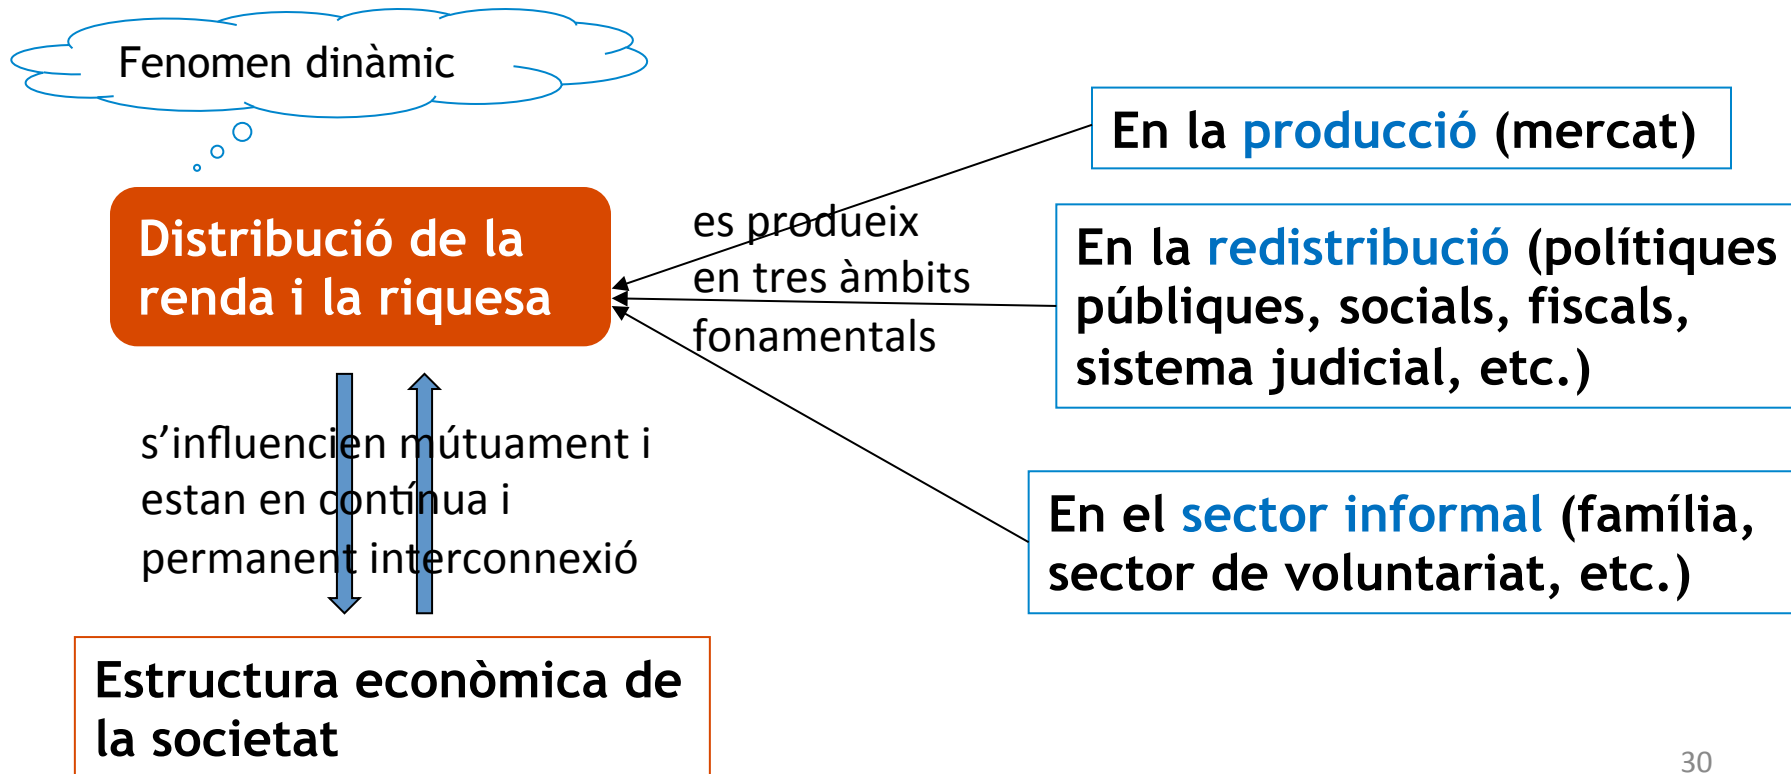 Fenomen dinàmic
Distribució de la
renda i la riquesa
es produeix
en tres àmbits
fonamentals
En la producció (mercat)
En la redistribució (polítiques
públiques, socials, fiscals,
sistema judicial, etc.)
En el sector informal (família,
sector de voluntariat, etc.)
s’influencien mútuament i
estan en contínua i
permanent interconnexió
Estructura econòmica de
la societat
30